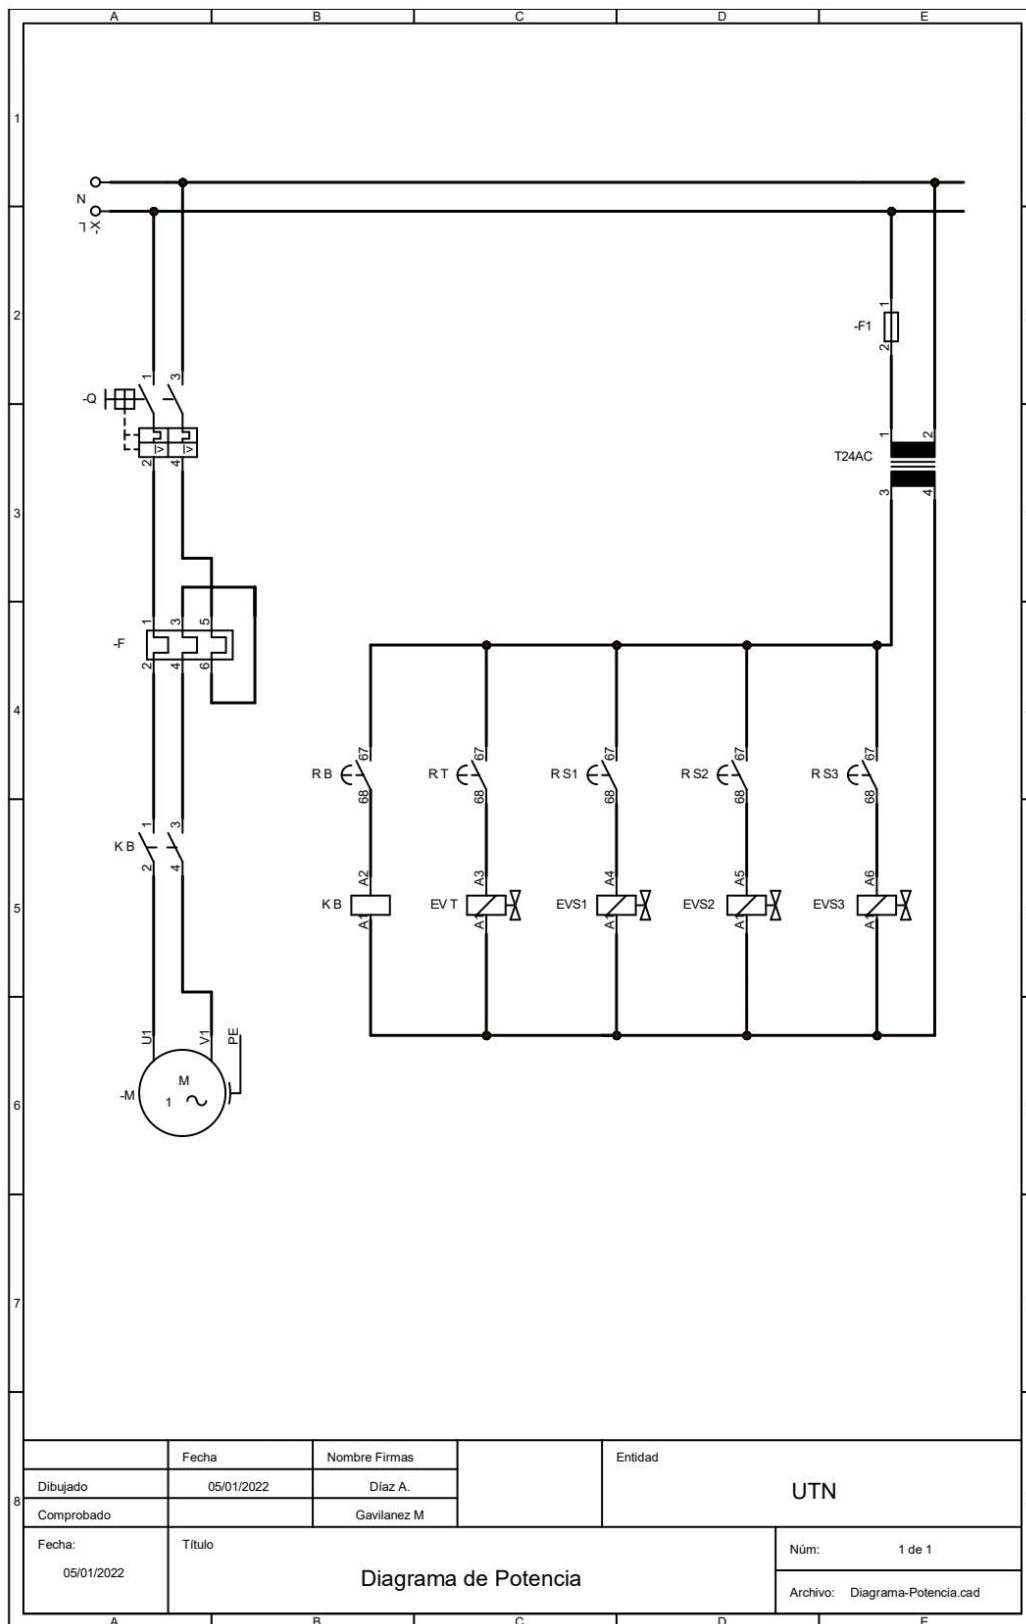 A B C D E
1
N
L
-X
2
1
-F1
2
1 3
-Q
I> I>
2 4
1 2
T24AC
3 4
3
1 3 5
-F
2 4 6
4
67 67 67 67 67
R B R T R S1 R S2 R S3
68 68 68 68 68
1 3
K B
2 4
A2 A3 A4 A5 A6
5
K B EV T EVS1 EVS2 EVS3
A1 A1 A1 A1 A1
U1 V1 PE
M
-M
1
6
7
8
Fecha Nombre Firmas Entidad
Dibujado 05/01/2022 Díaz A.
UTN
Comprobado Gavilanez M
Fecha: Título Núm: 1 de 1
05/01/2022
Diagrama de Potencia
Archivo: Diagrama-Potencia.cad
A B C D E